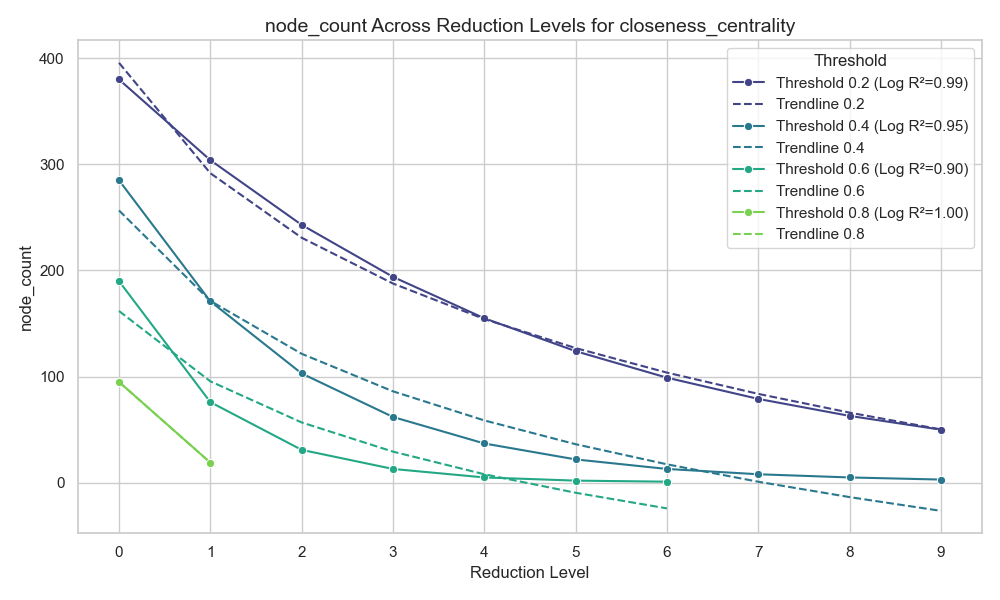 node_count Across Reduction Levels for closeness_centrality
400
300
200
100
0
node_count
Threshold
Threshold 0.2 (Log R²=0.99)
Trendline 0.2
Threshold 0.4 (Log R²=0.95)
Trendline 0.4
Threshold 0.6 (Log R²=0.90)
Trendline 0.6
Threshold 0.8 (Log R²=1.00)
Trendline 0.8
0 1 2 3 4 5 6 7 8 9
Reduction Level